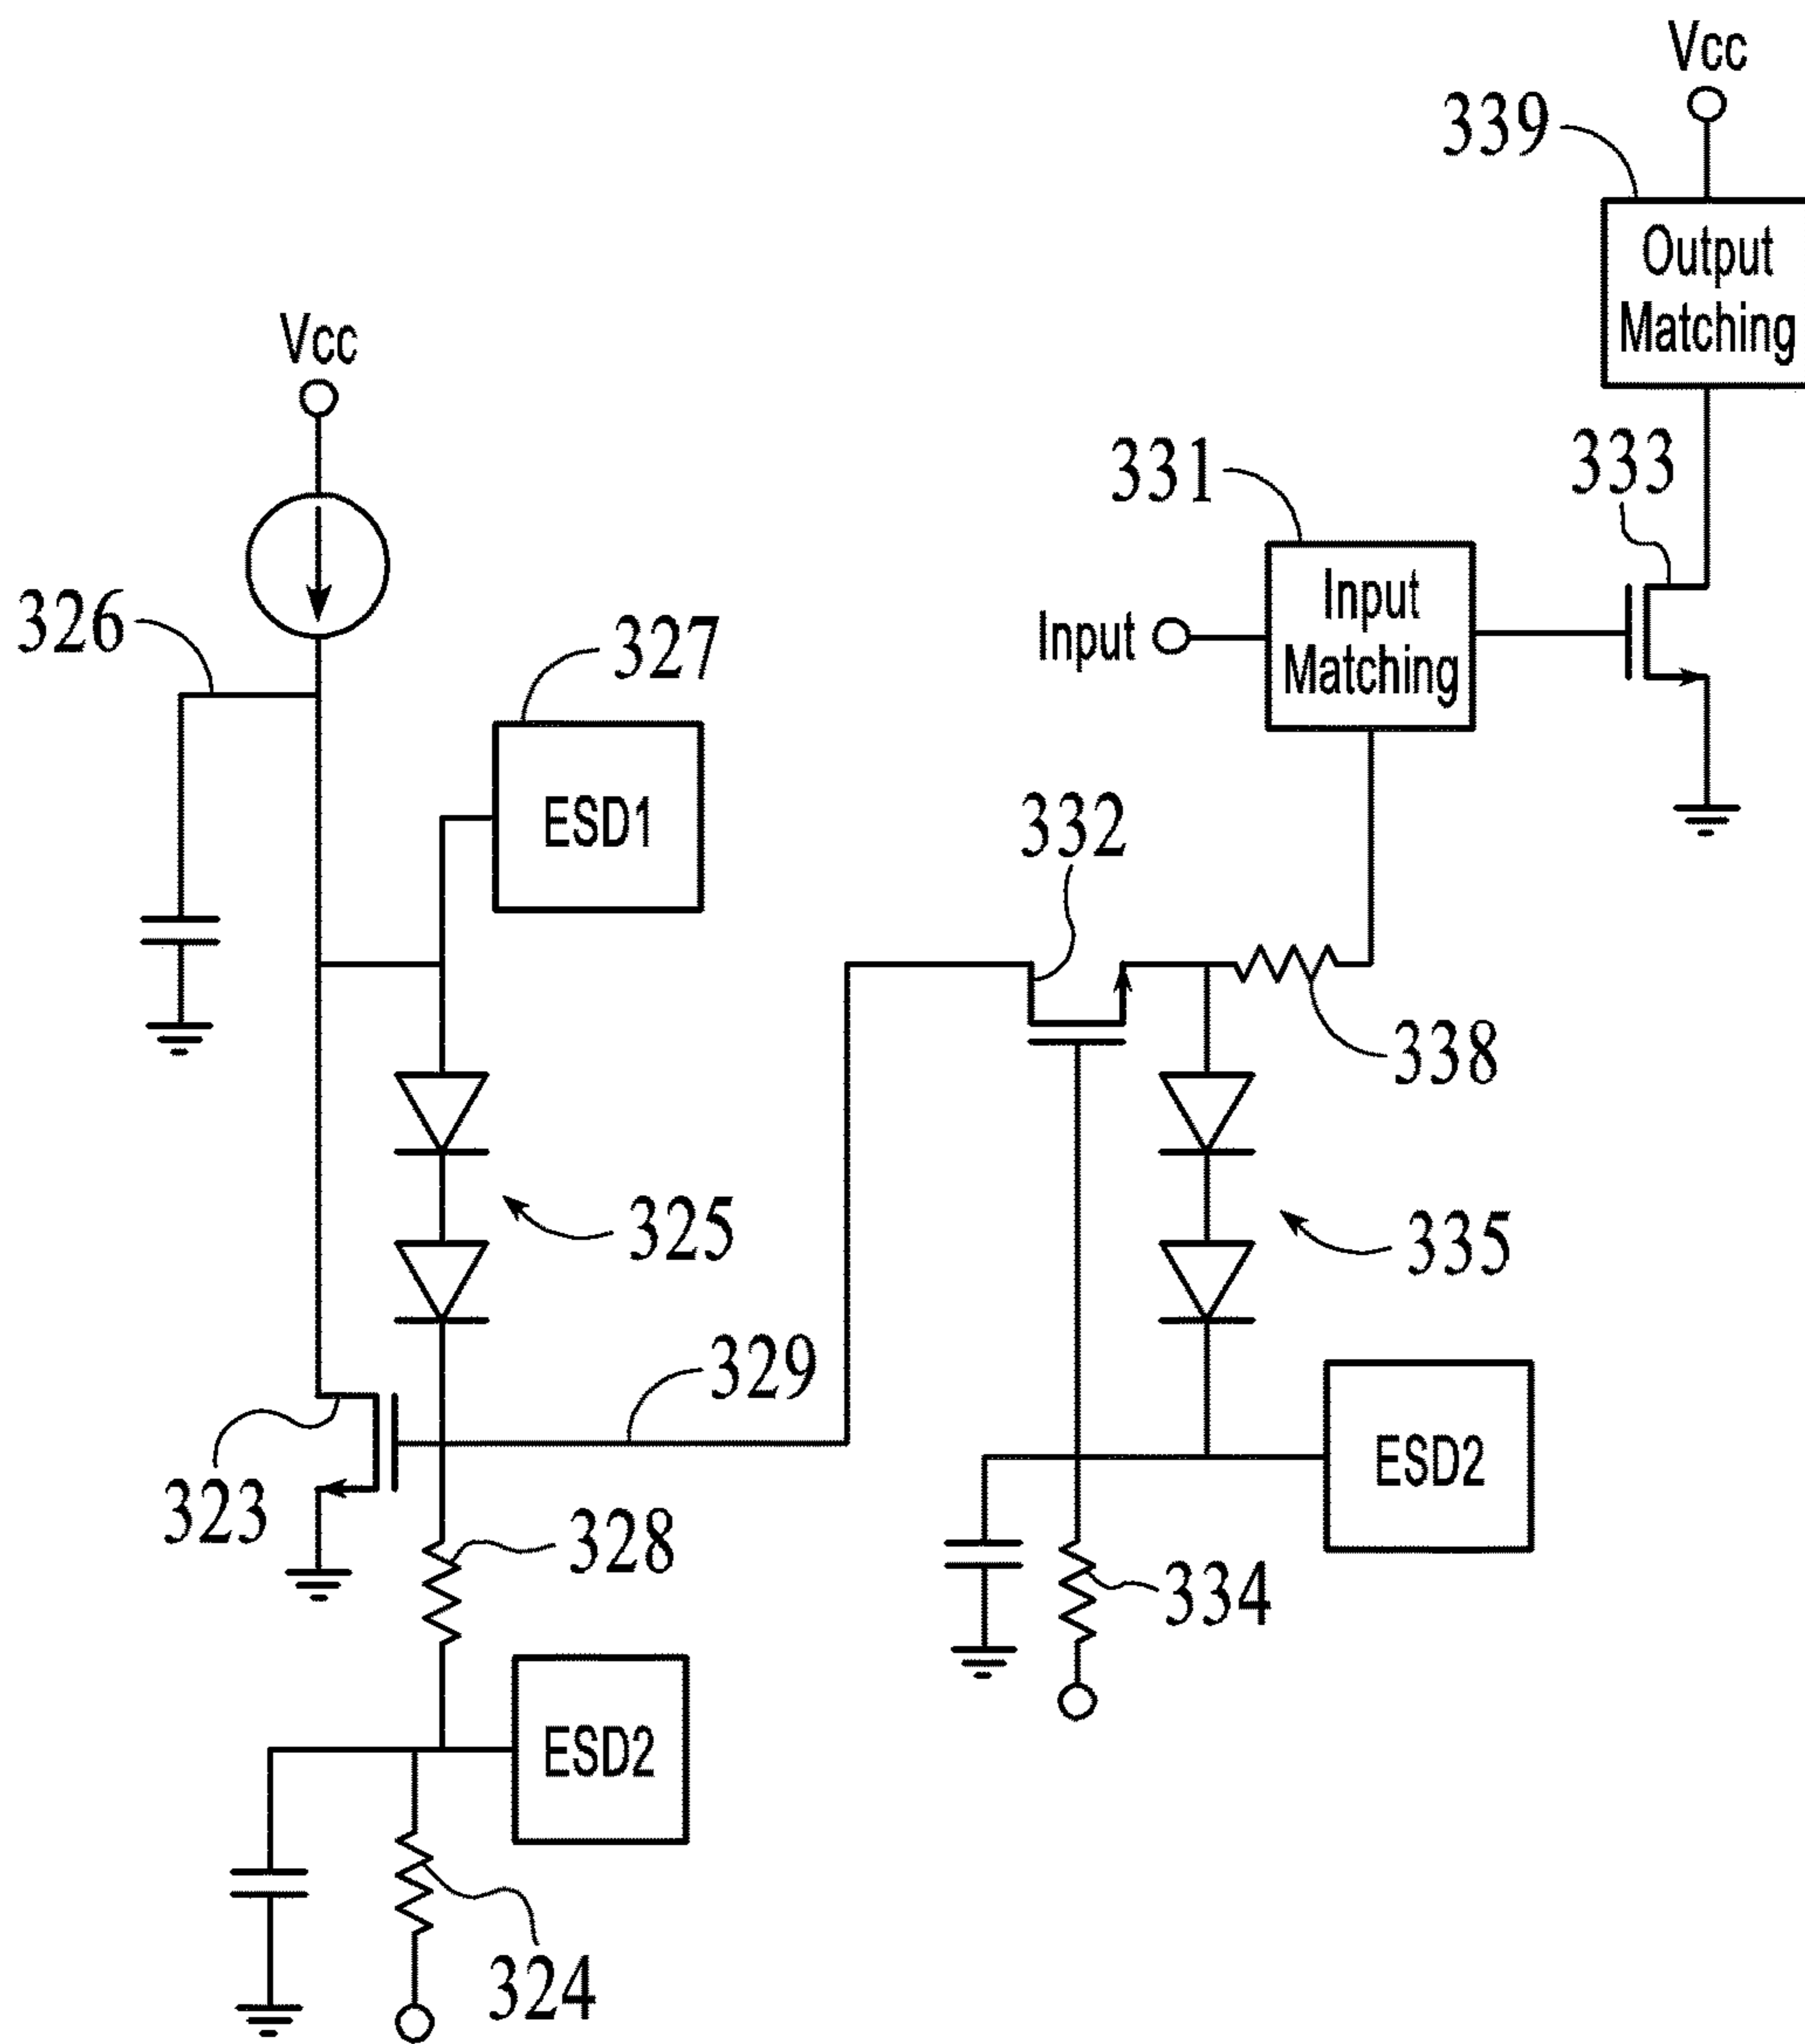 Vcc
339
Output
Matching
Vcc
333
331
Input
Input
Matching
326
327
ESD1
332
338
325
335
329
323
328
ESD2
334
ESD2
324